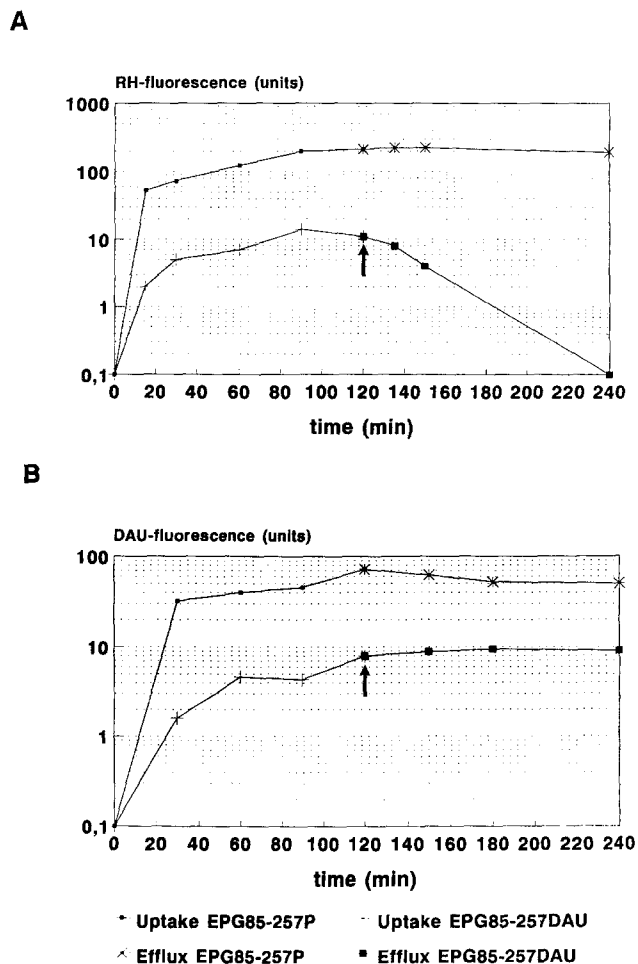 A
RH-fluorescence (units)
1000
100
10
1
0,1
0 20 40 60 80 100 120 140 160 180 200 220 240
time (min)
B
DAU-fluorescence (units)
100
10
1
0,1
0 20 40 60 80 100 120 140 160 180 200 220 240
time (min)
Uptake EPG85-257P Uptake EPG85-257DAU
Efflux EPG85-257P Efflux EPG85-257DAU